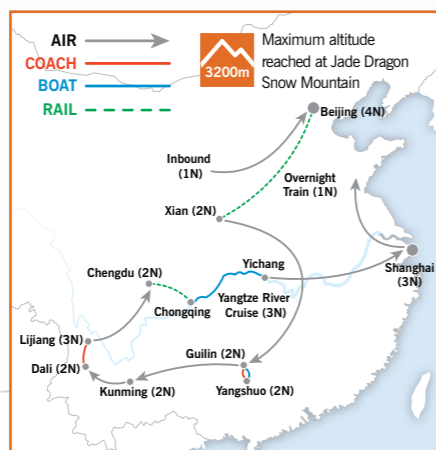 AIR
COACH
BOAT
RAIL
3200m
Maximum altitude
reached at Jade Dragon
Snow Mountain
Beijing (4N)
Inbound
(1N)
Overnight
Train (1N)
Xian (2N)
Chengdu (2N)
Yichang
Shanghai
(3N)
Chongqing
Yangtze River
Cruise (3N)
Lijiang (3N)
Guilin (2N)
Dali (2N)
Kunming (2N)
Yangshuo (2N)